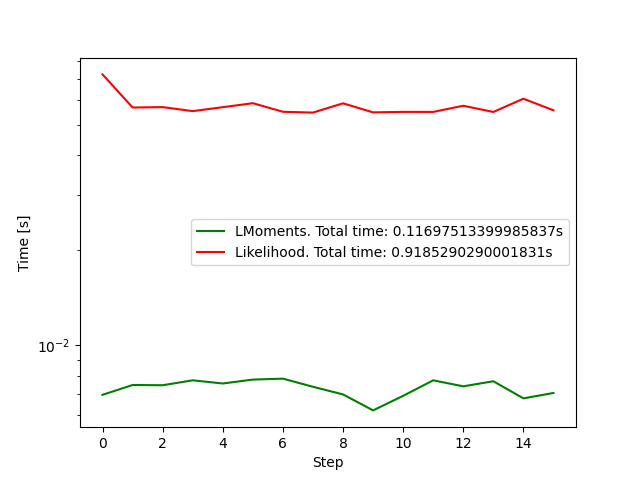 Time [s]
10^-2
LMoments. Total time: 0.11697513399985837s
Likelihood. Total time: 0.9185290290001831s
0 2 4 6 8 10 12 14
Step